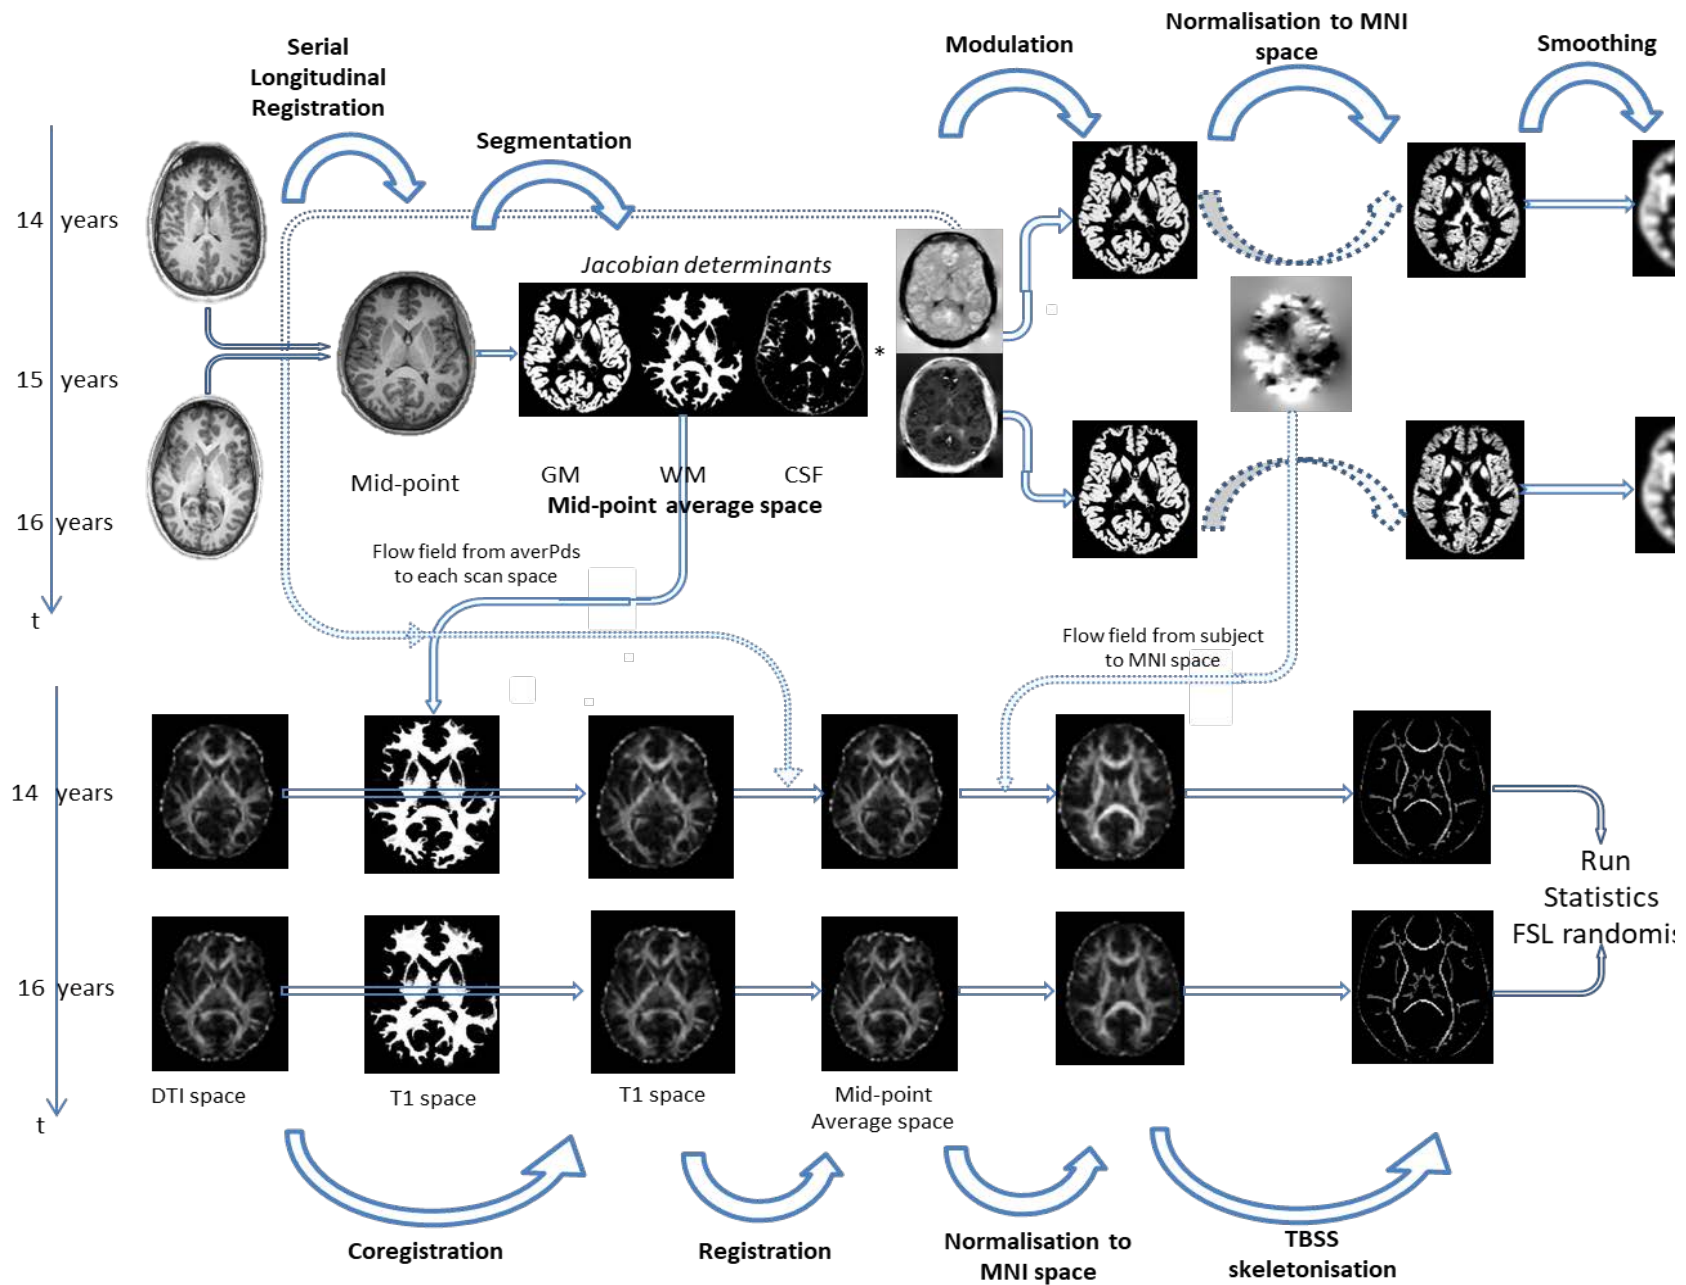 Serial
Longitudinal
Registration
Segmentation
Modulation
Normalisation to MNI
space
Smoothing
14 years
15 years
16 years
t
Jacobian determinants
*
Mid-point
GM WM CSF
Mid-point average space
Flow field from averPds
to each scan space
Flow field from subject
to MNI space
14 years
16 years
t
Run
Statistics
FSL randomis
DTI space
T1 space
T1 space
Mid-point
Average space
Coregistration
Registration
Normalisation to
MNI space
TBSS
skeletonisation